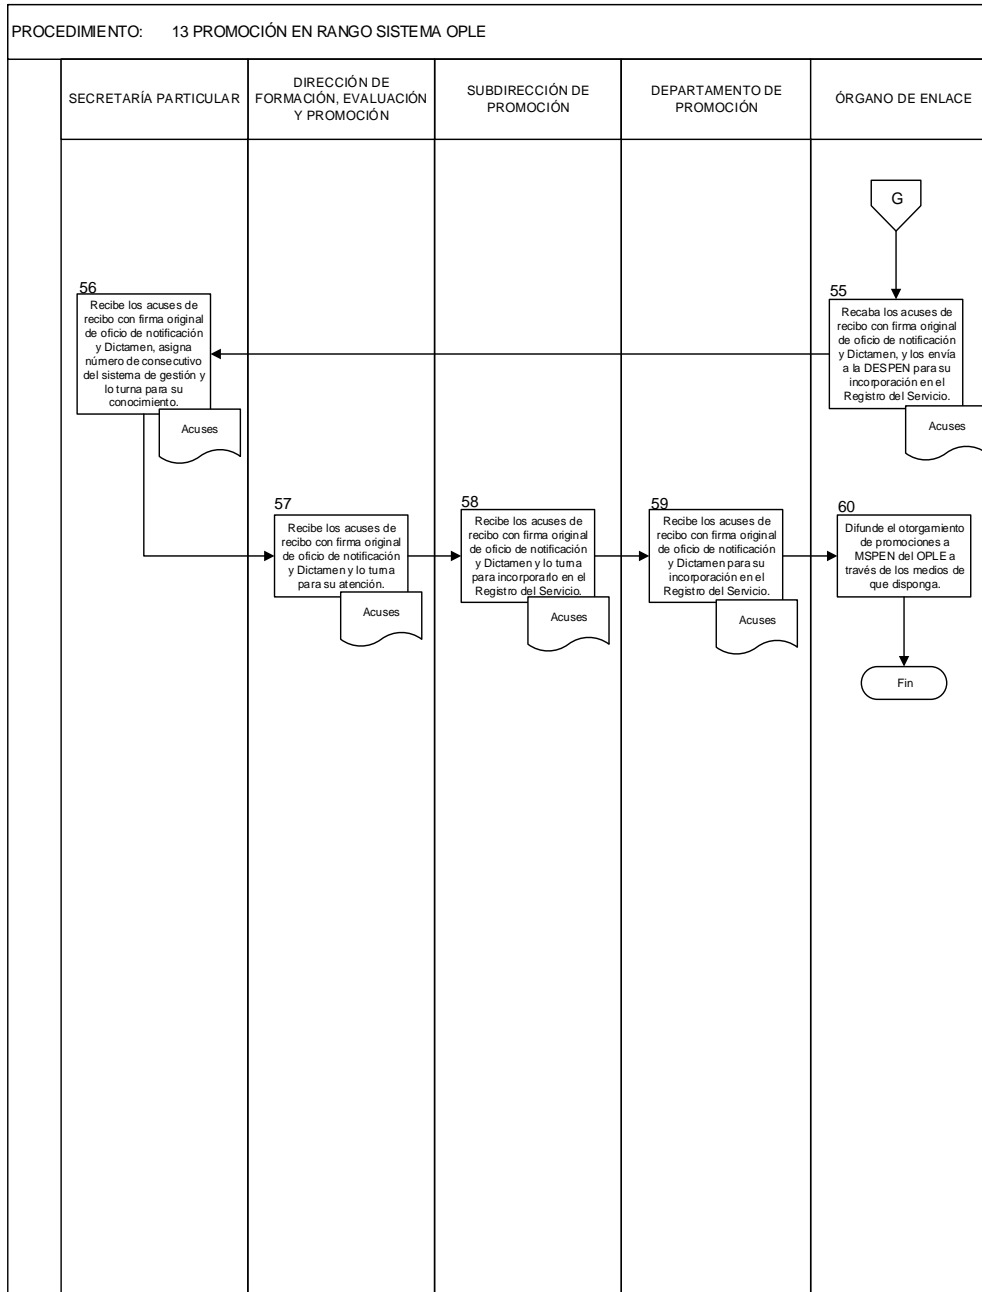 PROCEDIMIENTO: 13 PROMOCIÓN EN RANGO SISTEMA OPLE
SECRETARÍA PARTICULAR
DIRECCIÓN DE
FORMACIÓN, EVALUACIÓN
Y PROMOCIÓN
SUBDIRECCIÓN DE
PROMOCIÓN
DEPARTAMENTO DE
PROMOCIÓN
ÓRGANO DE ENLACE
G
55
Recaba los acuses de
recibo con firma original
de oficio de notificación
y Dictamen, y los envía
a la DESPEN para su
incorporación en el
Registro del Servicio.
Acuses
56
Recibe los acuses de
recibo con firma original
de oficio de notificación
y Dictamen, asigna
número de consecutivo
del sistema de gestión y
lo turna para su
conocimiento.
Acuses
57
Recibe los acuses de
recibo con firma original
de oficio de notificación
y Dictamen y lo turna
para su atención.
Acuses
58
Recibe los acuses de
recibo con firma original
de oficio de notificación
y Dictamen y lo turna
para incorporarlo en el
Registro del Servicio.
Acuses
59
Recibe los acuses de
recibo con firma original
de oficio de notificación
y Dictamen para su
incorporación en el
Registro del Servicio.
Acuses
60
Difunde el otorgamiento
de promociones a
MSPEN del OPLE a
través de los medios de
que disponga.
Fin